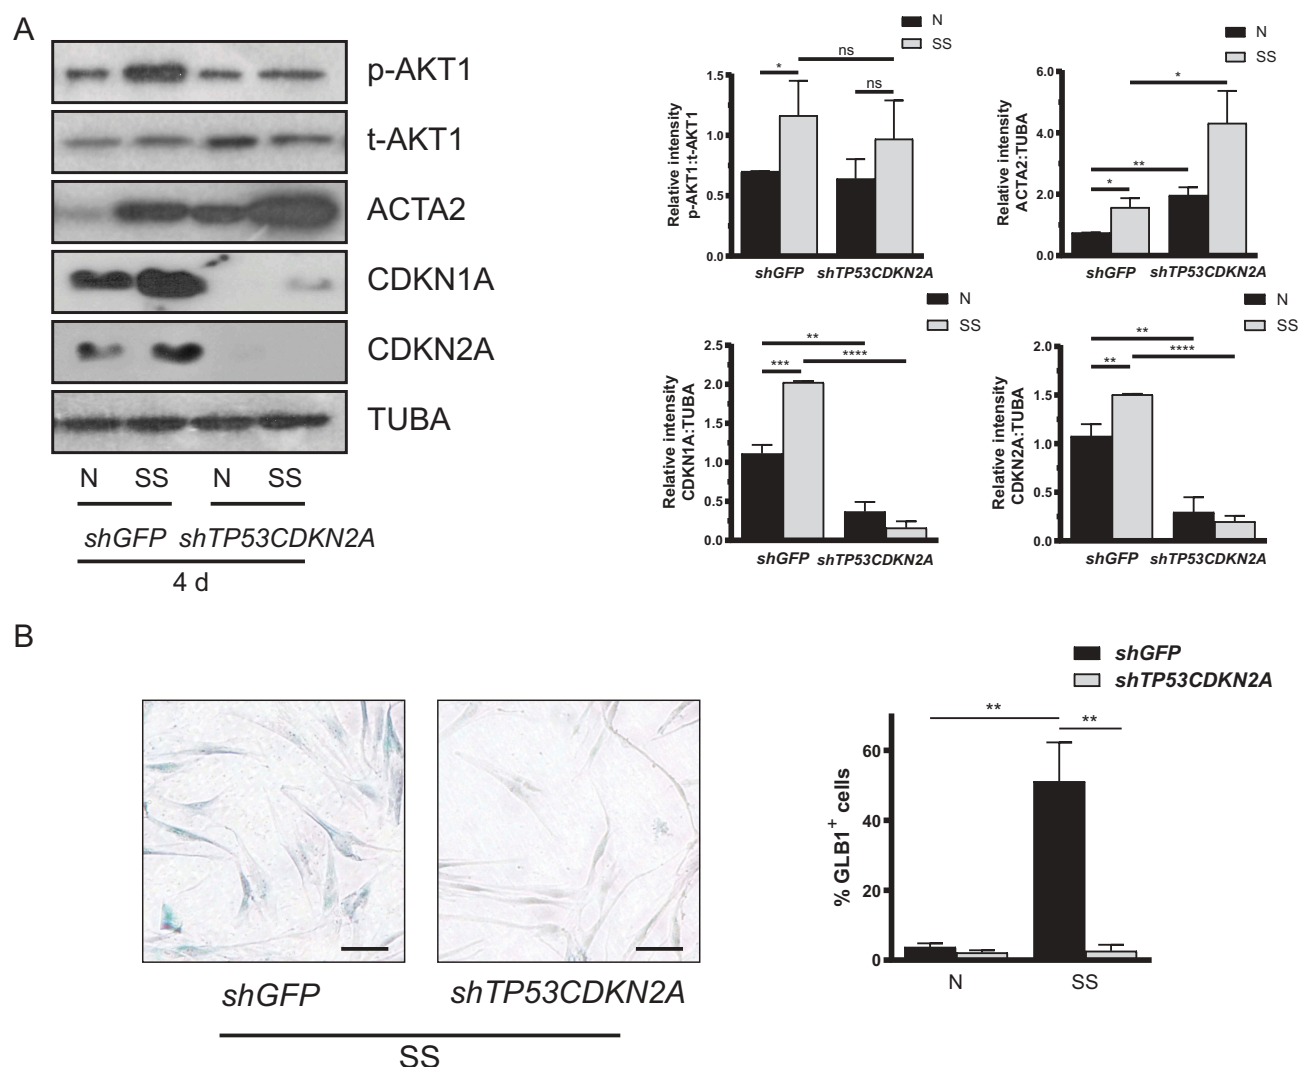 A
p-AKT1
t-AKT1
ACTA2
CDKN1A
CDKN2A
TUBA
N SS N SS
shGFP shTP53CDKN2A
4 d
N
SS
ns
* ns
1.5
1.0
0.5
0.0
Relative intensity
p-AKT1:t-AKT1
shGFP shTP53CDKN2A
N
SS
*
**
*
6.0
4.0
2.0
0.0
Relative intensity
ACTA2:TUBA
shGFP shTP53CDKN2A
N
SS
**
*** ****
2.5
2.0
1.5
1.0
0.5
0.0
Relative intensity
CDKN1A:TUBA
shGFP shTP53CDKN2A
N
SS
**
** ****
2.0
1.5
1.0
0.5
0.0
Relative intensity
CDKN2A:TUBA
shGFP shTP53CDKN2A
B
shGFP shTP53CDKN2A
SS
shGFP
shTP53CDKN2A
** **
60
40
20
0
% GLB1+ cells
N SS